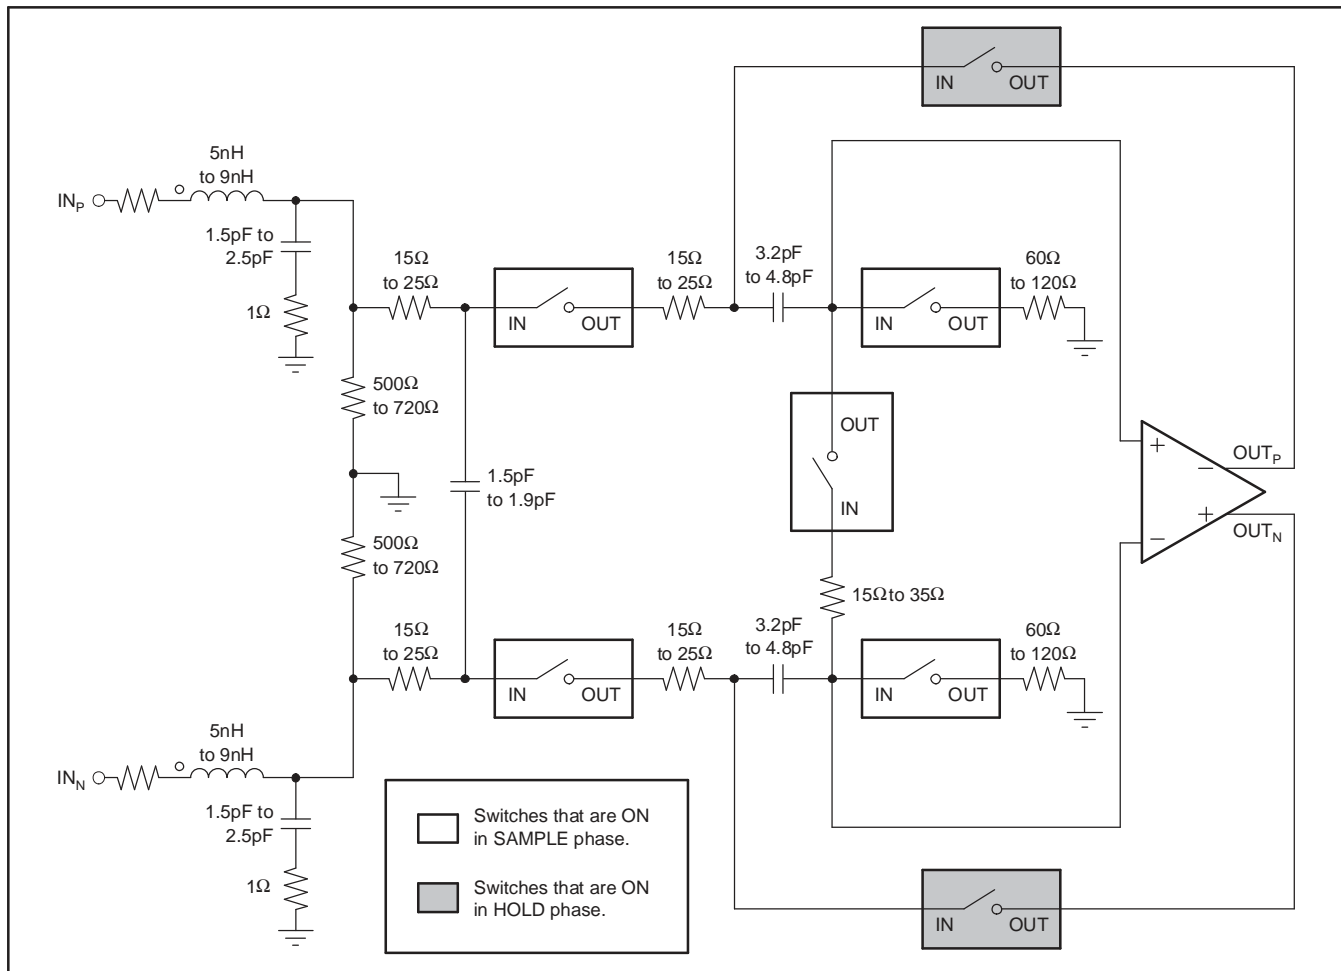 IN OUT
5nH
to 9nH
INP
1.5pF to
2.5pF
1Ω
15Ω
to 25Ω
IN OUT
15Ω
to 25Ω
3.2pF
to 4.8pF
IN OUT
60Ω
to 120Ω
500Ω
to 720Ω
OUT
IN
+
−
OUTP
1.5pF
to 1.9pF
+
OUTN
−
500Ω
to 720Ω
15Ω to 35Ω
15Ω
to 25Ω
IN OUT
15Ω
to 25Ω
3.2pF
to 4.8pF
IN OUT
60Ω
to 120Ω
5nH
to 9nH
INN
1.5pF to
2.5pF
1Ω
Switches that are ON
in SAMPLE phase.
Switches that are ON
in HOLD phase.
IN OUT